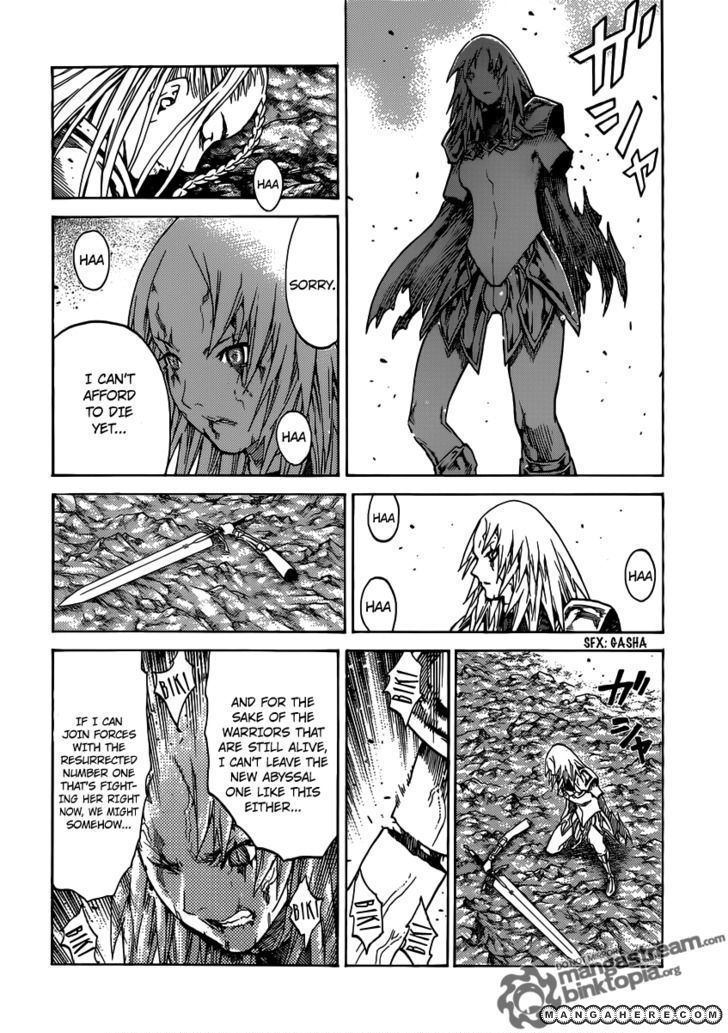 ガシャ
HAA
SORRY.
HAA
I CAN'T
AFFORD
TO DIE
YET...
HAA
HAA
HAA
HAA
SFX: GASHA
ガシャ
BIKI
BIKI
BIKI
BIKI
BIKI
AND FOR THE
SAKE OF THE
WARRIORS THAT
ARE STILL ALIVE,
I CAN'T LEAVE
THE NEW ABYSSAL
ONE LIKE THIS
EITHER...
IF I CAN
JOIN FORCES
WITH THE
RESURRECTED
NUMBER ONE
THAT'S FIGHT-
ING HER RIGHT
NOW, WE MIGHT
SOMEHOW...
mangastream.com
binktopia.org
MANGAHERE.COM